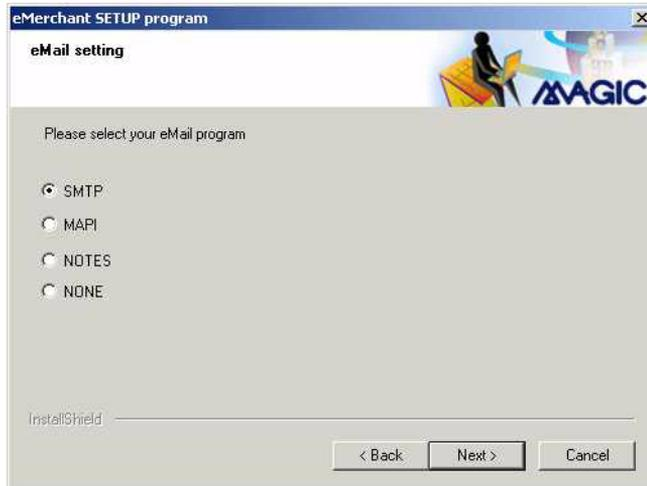 eMerchant SETUP program
eMail setting
MAGIC
Please select your eMail program
SMTP
MAPI
NOTES
NONE
InstallShield
< Back
Next >
Cancel